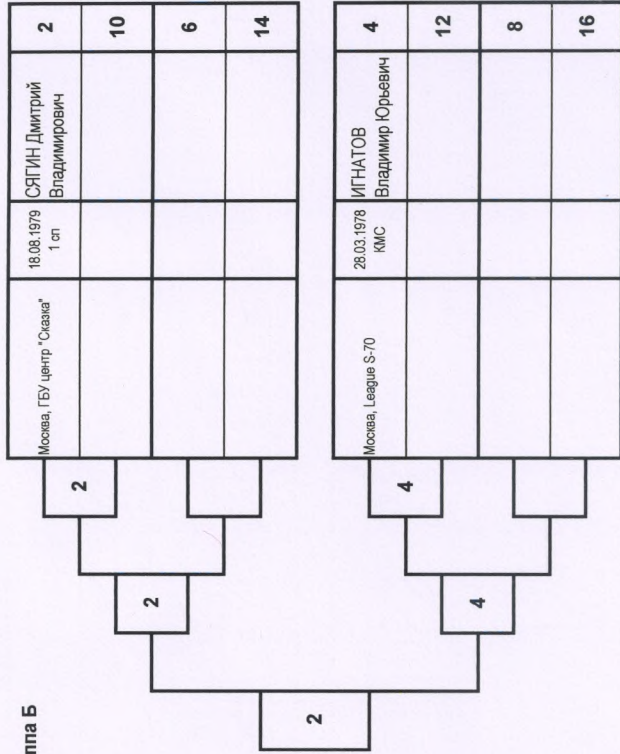 ппа Б
2
СЯГИН Дмитрий
Владимирович
18.08.1979
1 сп
Москва, ГБУ центр "Сказка"
10
6
14
2
2
4
ИГНАТОВ
Владимир Юрьевич
28.03.1978
КМС
Москва, League S-70
12
8
16
4
4
2